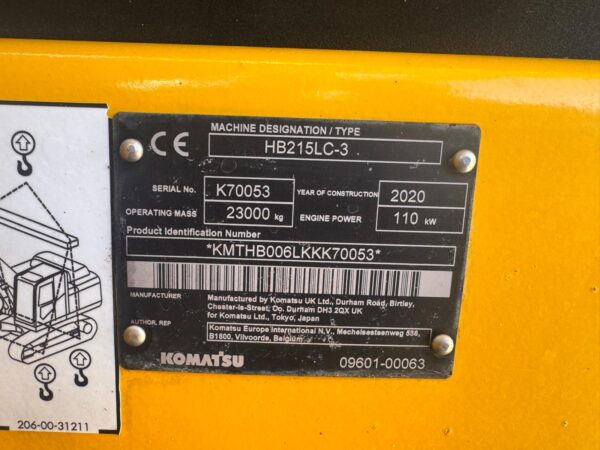 CE
MACHINE DESIGNATION / TYPE
HB215LC-3
SERIAL No. K70053 YEAR OF CONSTRUCTION 2020
OPERATING MASS 23000 kg ENGINE POWER 110 kW
Product Identification Number
*KMTHB006LKKK70053*
MANUFACTURER
Manufactured by Komatsu UK Ltd., Durham Road, Birtley,
Chester-le-Street, Co. Durham DH3 2QX UK
for Komatsu Ltd., Tokyo, Japan
AUTHOR. REP
Komatsu Europe International N.V., Mechelsesteenweg 586,
B1800, Vilvoorde, Belgium
KOMATSU 09601-00063
206-00-31211